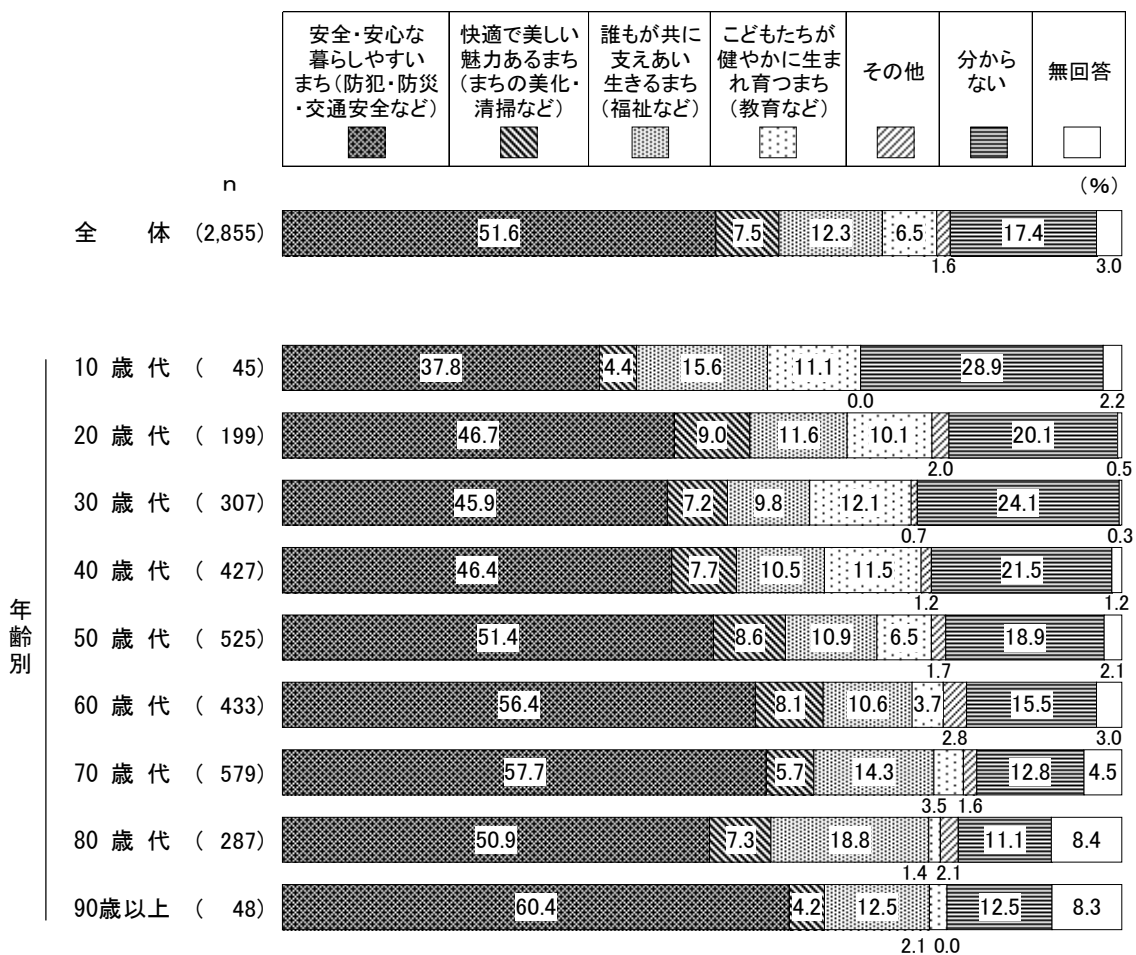 安全・安心な
暮らしやすい
まち（防犯・防災
・交通安全など）
快適で美しい
魅力あるまち
（まちの美化・
清掃など）
誰もが共に
支えあい
生きるまち
（福祉など）
こどもたちが
健やかに生ま
れ育つまち
（教育など）
その他
分から
ない
無回答
n
(%)
全 体 (2,855) 51.6 7.5 12.3 6.5 17.4
1.6 3.0
年齢別
10 歳 代 ( 45) 37.8 4.4 15.6 11.1 28.9
0.0 2.2
20 歳 代 ( 199) 46.7 9.0 11.6 10.1 20.1
2.0 0.5
30 歳 代 ( 307) 45.9 7.2 9.8 12.1 24.1
0.7 0.3
40 歳 代 ( 427) 46.4 7.7 10.5 11.5 21.5
1.2 1.2
50 歳 代 ( 525) 51.4 8.6 10.9 6.5 18.9
1.7 2.1
60 歳 代 ( 433) 56.4 8.1 10.6 3.7 15.5
2.8 3.0
70 歳 代 ( 579) 57.7 5.7 14.3 12.8 4.5
3.5 1.6
80 歳 代 ( 287) 50.9 7.3 18.8 11.1 8.4
1.4 2.1
90歳以上 ( 48) 60.4 4.2 12.5 12.5 8.3
2.1 0.0